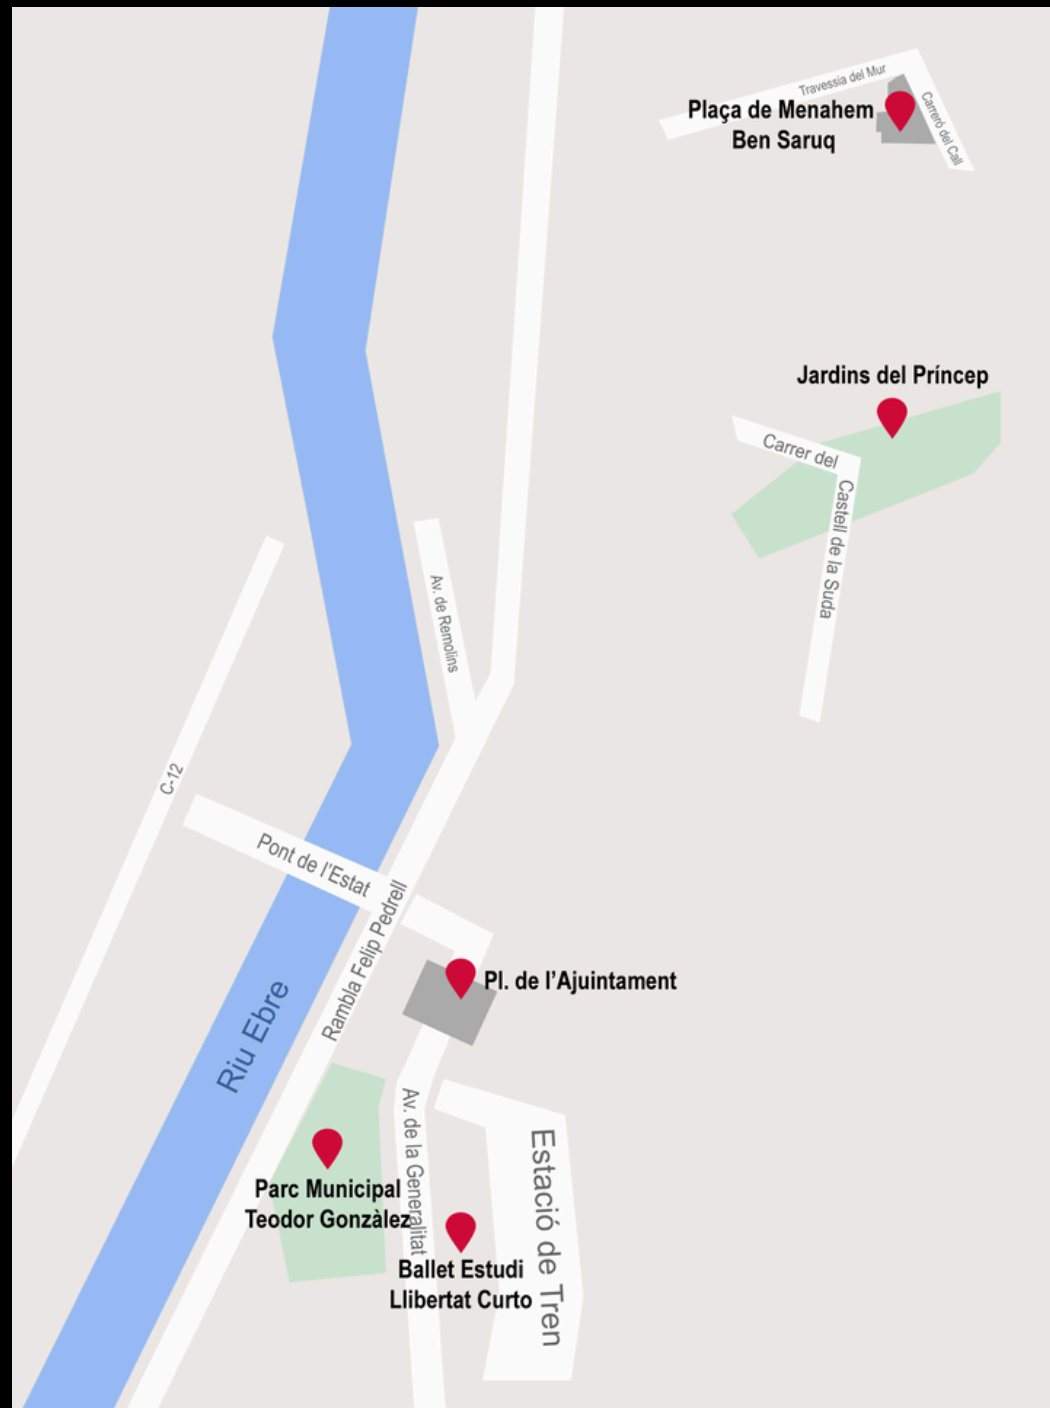 Travessia del Mur
Carreró del Call
Plaça de Menahem
Ben Saruq
Jardins del Príncep
Carrer del
Castell de la Suda
Av. de Remolins
C-12
Pont de l'Estat
Rambla Felip Pedrell
Pl. de l'Ajuintament
Riu Ebre
Av. de la Generalitat
Estació de Tren
Parc Municipal
Teodor Gonzàlez
Ballet Estudi
Llibertat Curto